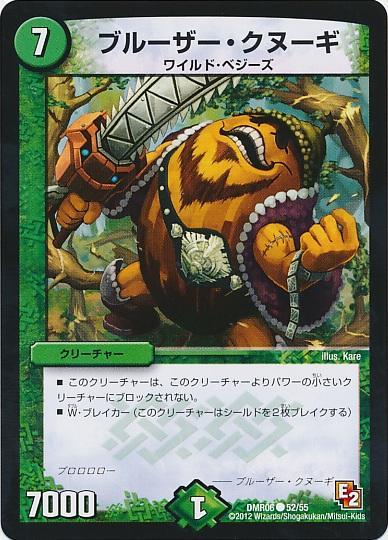 7
ブルーザー・クヌーギ
ワイルド・ベジーズ
クリーチャー
illus. Kare
■ このクリーチャーは、このクリーチャーよりパワーの小さいクリーチャーにブロックされない。
■ W・ブレイカー (このクリーチャーはシールドを2枚ブレイクする)
ブロロロロー
—— ブルーザー・クヌーギ
7000
1
DMR06 52/55
©2012 Wizards/Shogakukan/Mitsui-Kids
E2